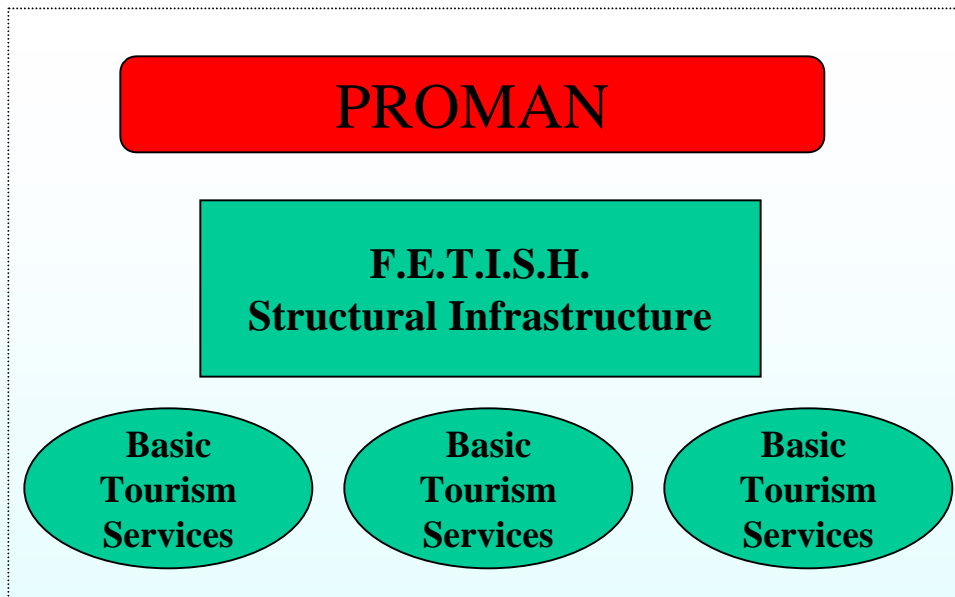 PROMAN
F.E.T.I.S.H.
Structural Infrastructure
Basic
Tourism
Services
Basic
Tourism
Services
Basic
Tourism
Services